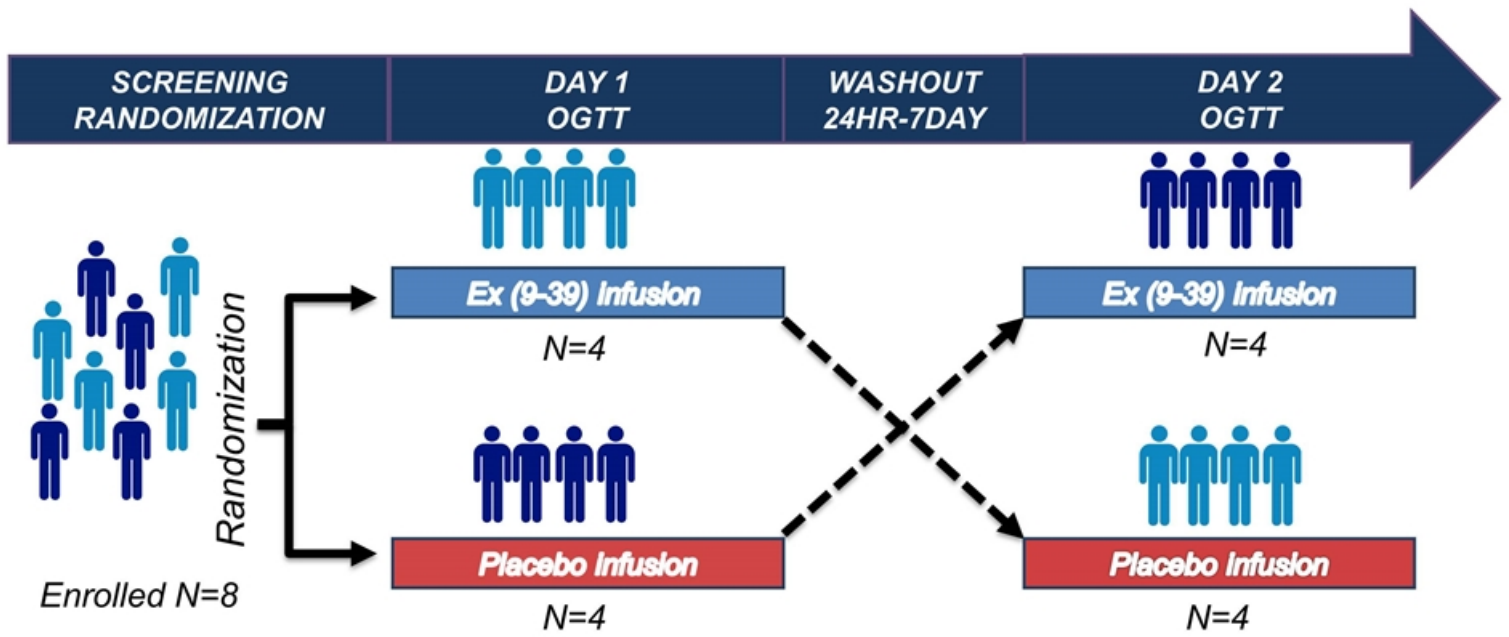 SCREENING
RANDOMIZATION
DAY 1
OGTT
WASHOUT
24HR-7DAY
DAY 2
OGTT
Randomization
Enrolled N=8
Ex (9-39) Infusion
N=4
Placebo Infusion
N=4
Ex (9-39) Infusion
N=4
Placebo Infusion
N=4